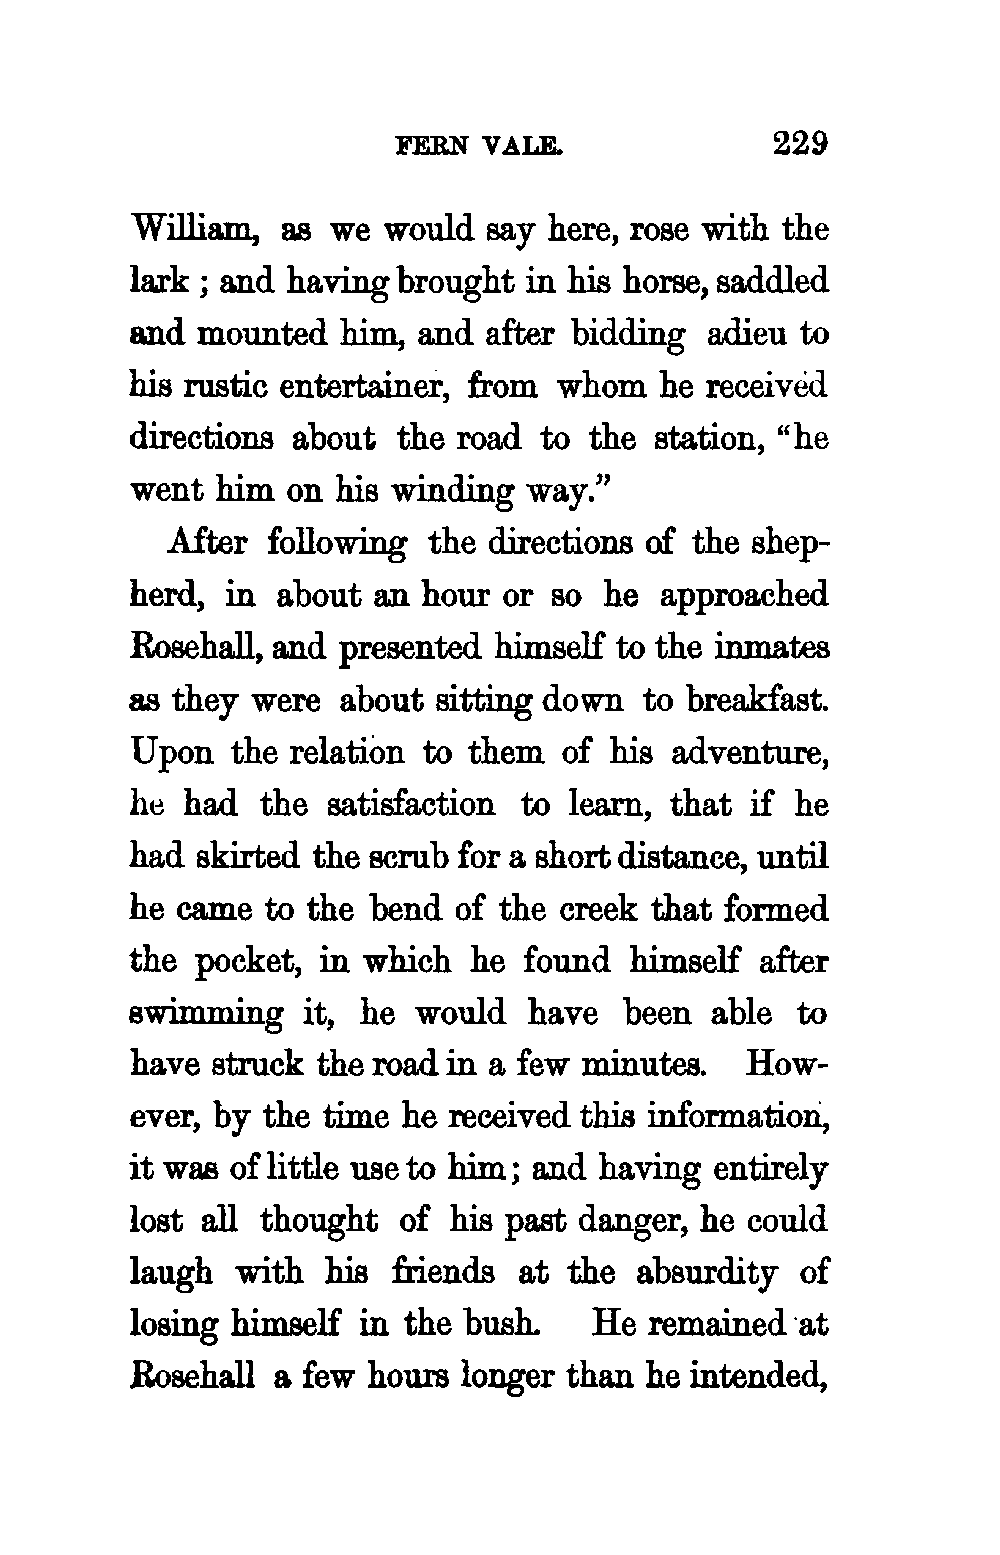 FERN VALE. 229
William, as we would say here, rose with the
lark ; and having brought in his horse, saddled
and mounted him, and after bidding adieu to
his rustic entertainer, from whom he received
directions about the road to the station, “he
went him on his winding way.”
After following the directions of the shep-
herd, in about an hour or so he approached
Rosehall, and presented himself to the inmates
as they were about sitting down to breakfast.
Upon the relation to them of his adventure,
he had the satisfaction to learn, that if he
had skirted the scrub for a short distance, until
he came to the bend of the creek that formed
the pocket, in which he found himself after
swimming it, he would have been able to
have struck the road in a few minutes. How-
ever, by the time he received this information,
it was of little use to him; and having entirely
lost all thought of his past danger, he could
laugh with his friends at the absurdity of
losing himself in the bush. He remained at
Rosehall a few hours longer than he intended,